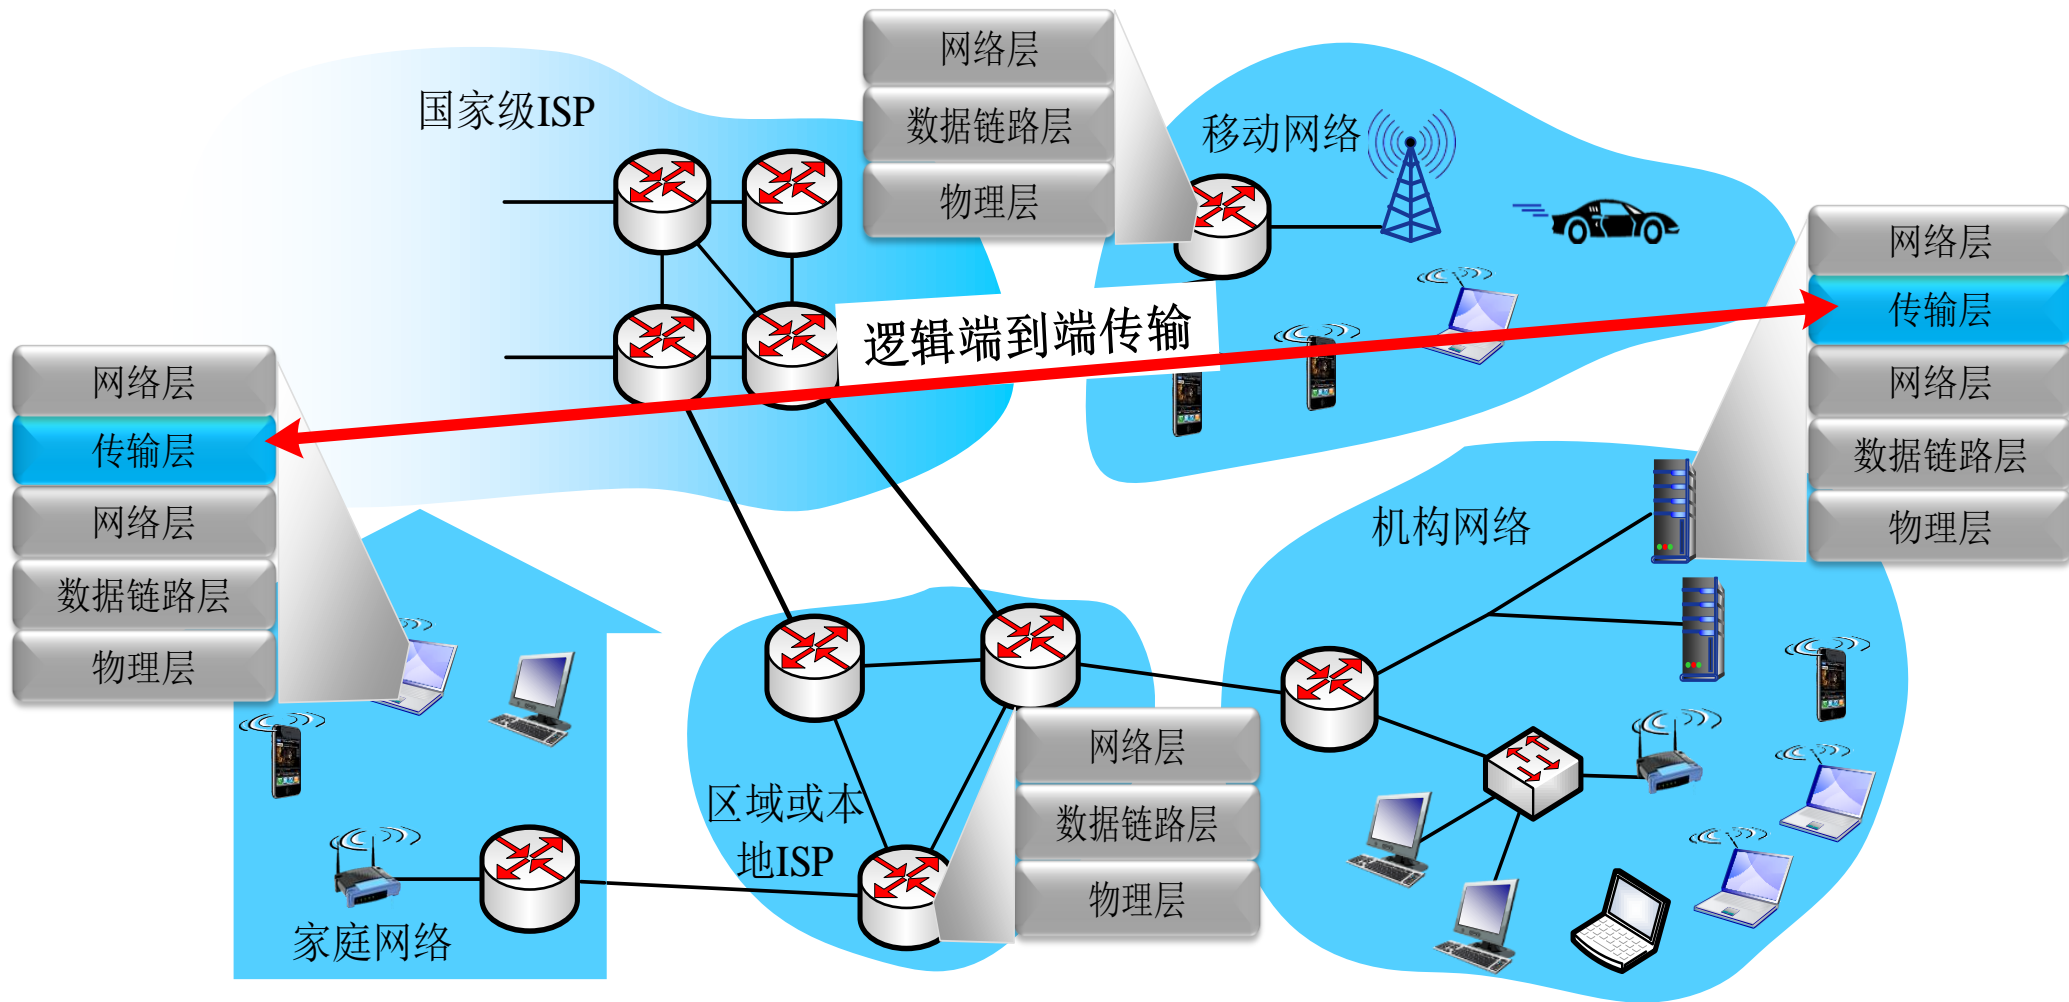 网络层
数据链路层
物理层
国家级ISP
移动网络
网络层
传输层
网络层
数据链路层
物理层
逻辑端到端传输
网络层
传输层
网络层
数据链路层
物理层
机构网络
网络层
数据链路层
物理层
区域或本
地ISP
家庭网络